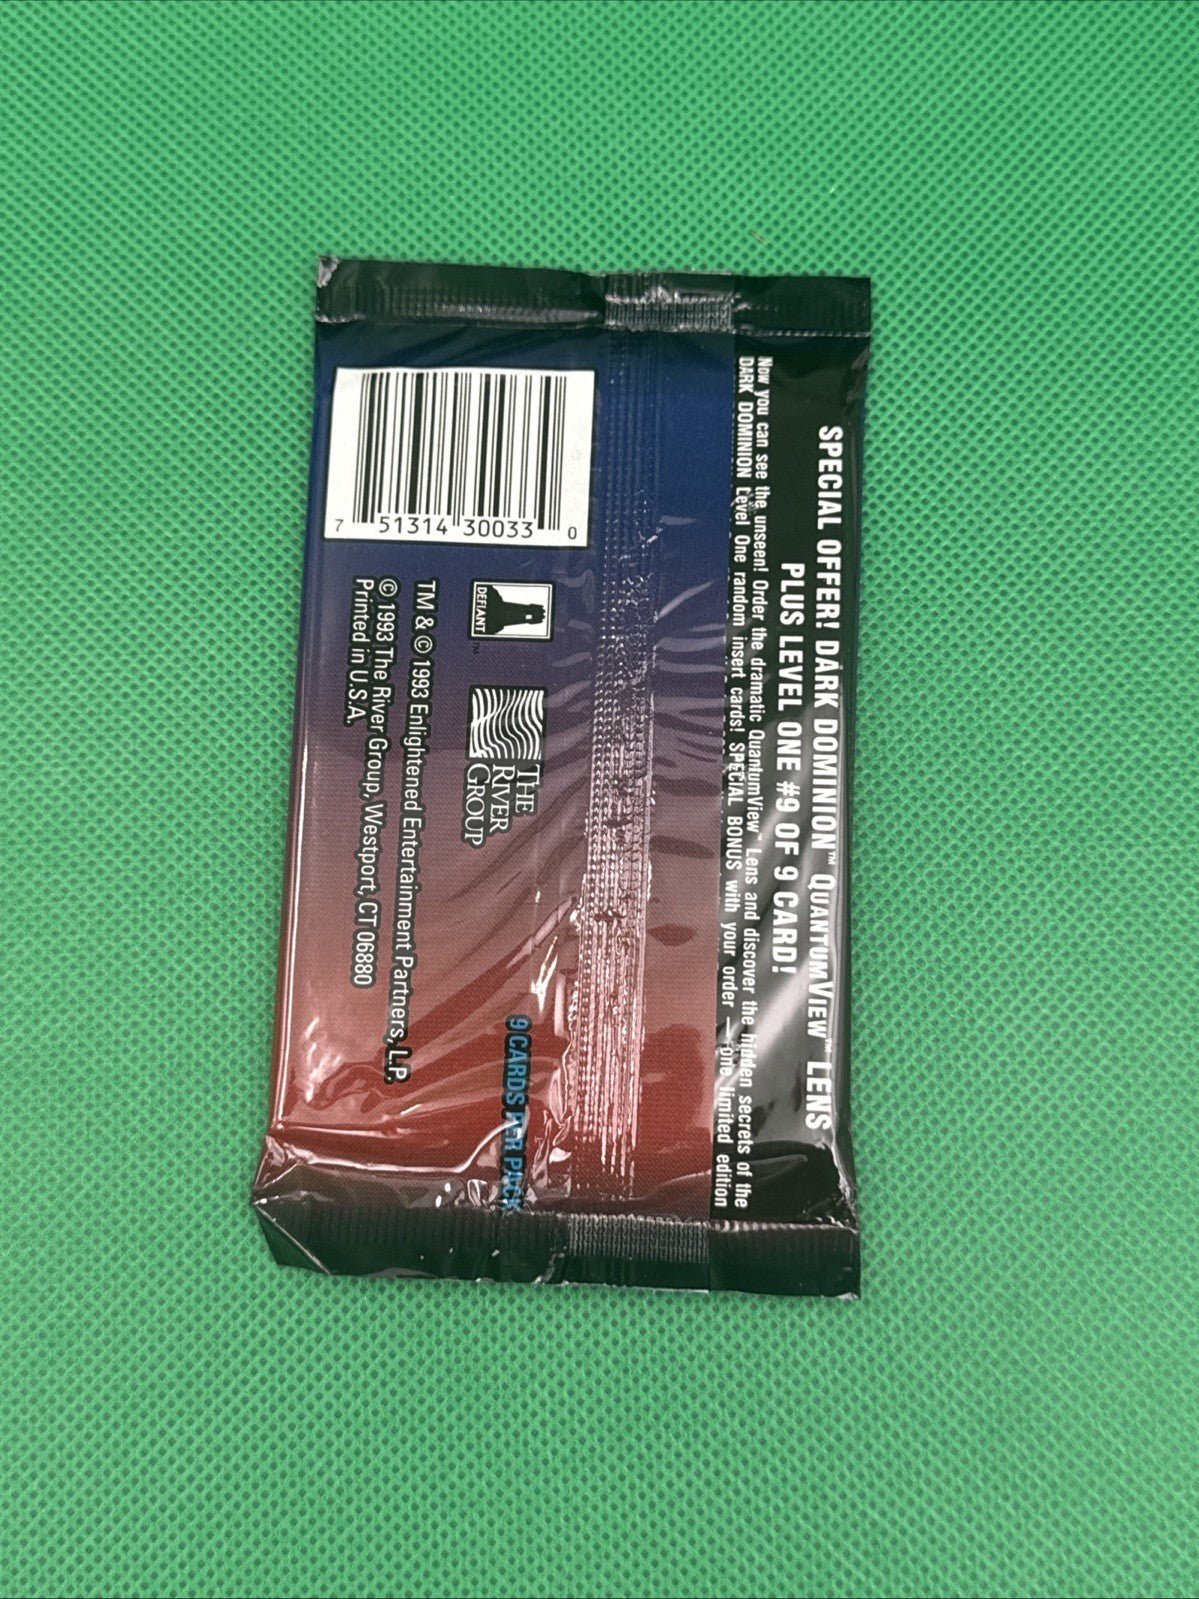 SPECIAL OFFER! DARK DOMINION™ QUANTUMVIEW™ LENS
PLUS LEVEL ONE #9 OF 9 CARD!
Now you can see the unseen! Order the dramatic QuantumView™ Lens and discover the hidden secrets of the
DARK DOMINION Level One random insert cards! SPECIAL BONUS with your order — one limited edition
7 51314 30033 0
DEFIANT™
THE
RIVER
GROUP
9 CARDS PER PACK
TM & © 1993 Enlightened Entertainment Partners, L.P.
© 1993 The River Group, Westport, CT 06880
Printed in U.S.A.